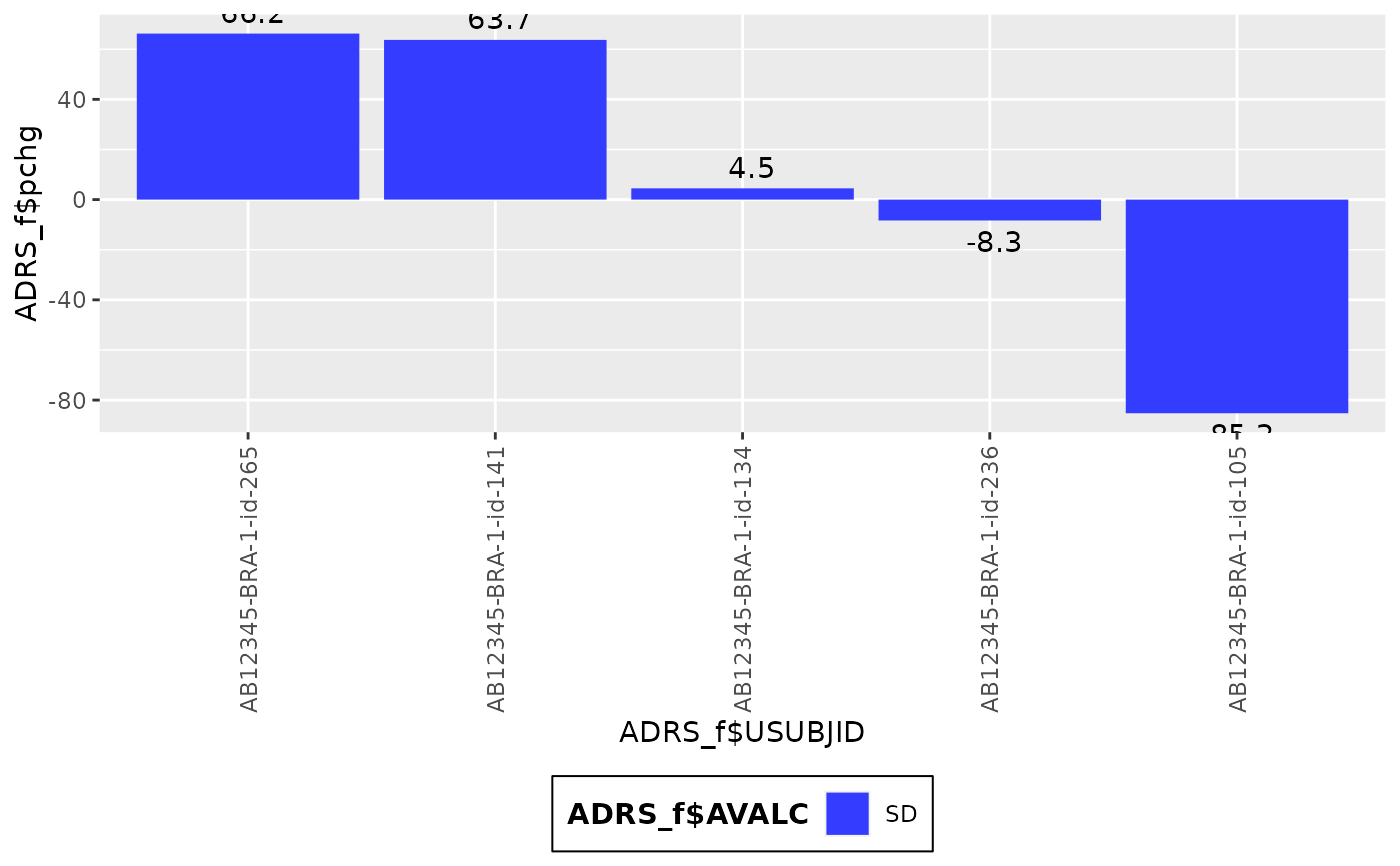 66.2
63.7
4.5
-8.3
40
0
-40
-80
ADRS_f$pchg
AB12345-BRA-1-id-265
AB12345-BRA-1-id-141
AB12345-BRA-1-id-134
AB12345-BRA-1-id-236
AB12345-BRA-1-id-105
ADRS_f$USUBJID
ADRS_f$AVALC SD